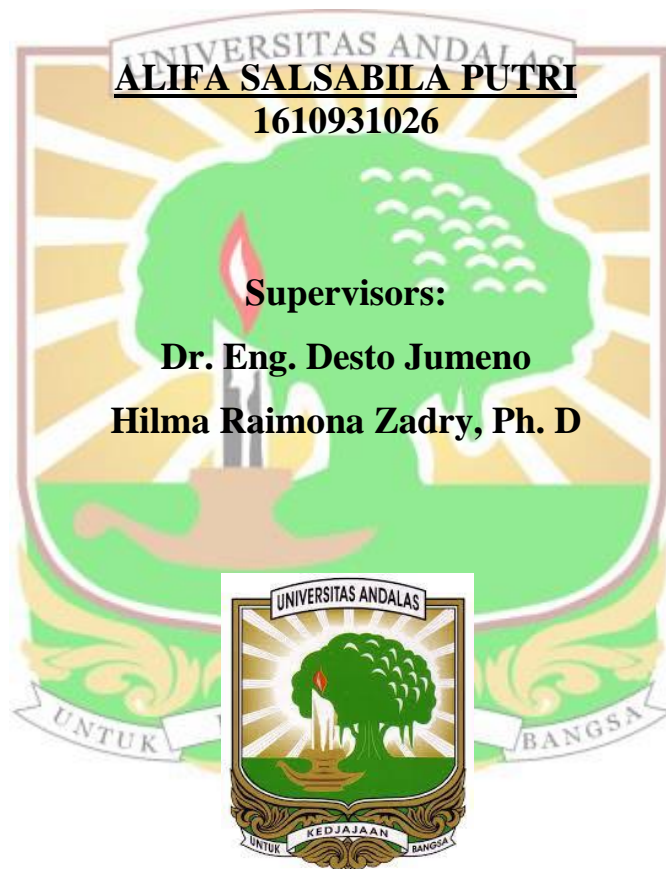 UNIVERSITAS ANDALAS
ALIFA SALSABILA PUTRI
1610931026
Supervisors:
Dr. Eng. Desto Jumeno
Hilma Raimona Zadry, Ph. D
UNIVERSITAS ANDALAS
UNTUK BANGSA
KEDJAJAAN
UNTUK BANGSA